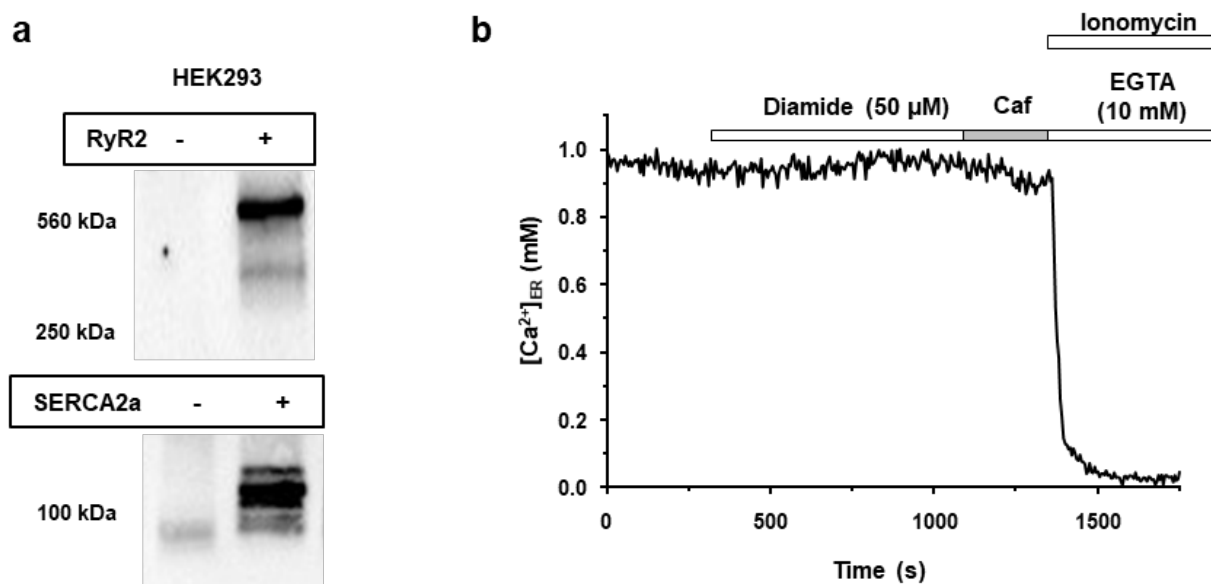 a
HEK293
RyR2 - +
560 kDa
250 kDa
SERCA2a - +
100 kDa
b
Ionomycin
EGTA
(10 mM)
Diamide (50 µM)
Caf
1.0
0.8
0.6
0.4
0.2
0.0
[Ca²⁺]ER (mM)
0 500 1000 1500
Time (s)